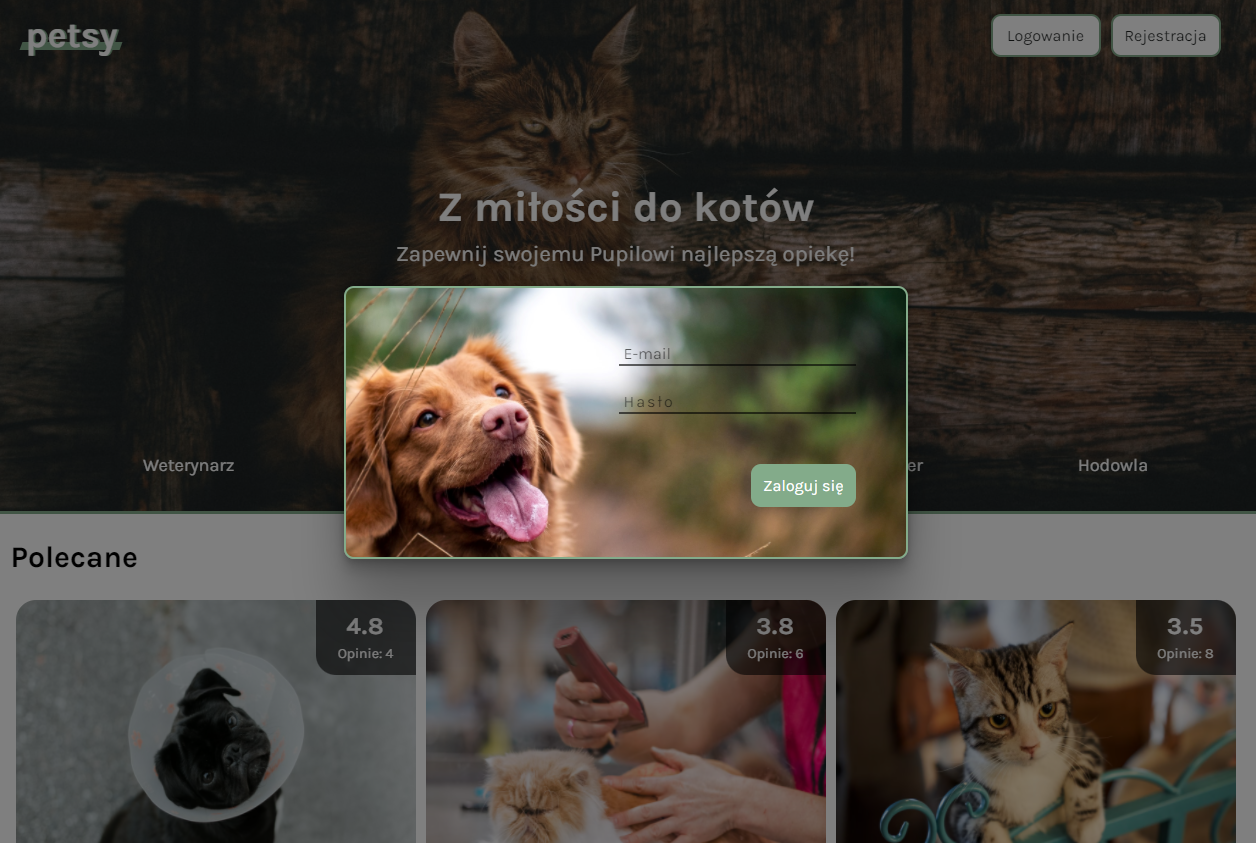 petsy
Logowanie
Rejestracja
Z miłości do kotów
Zapewnij swojemu Pupilowi najlepszą opiekę!
E-mail
Hasło
Zaloguj się
Weterynarz
er
Hodowla
Polecane
4.8
Opinie: 4
3.8
Opinie: 6
3.5
Opinie: 8